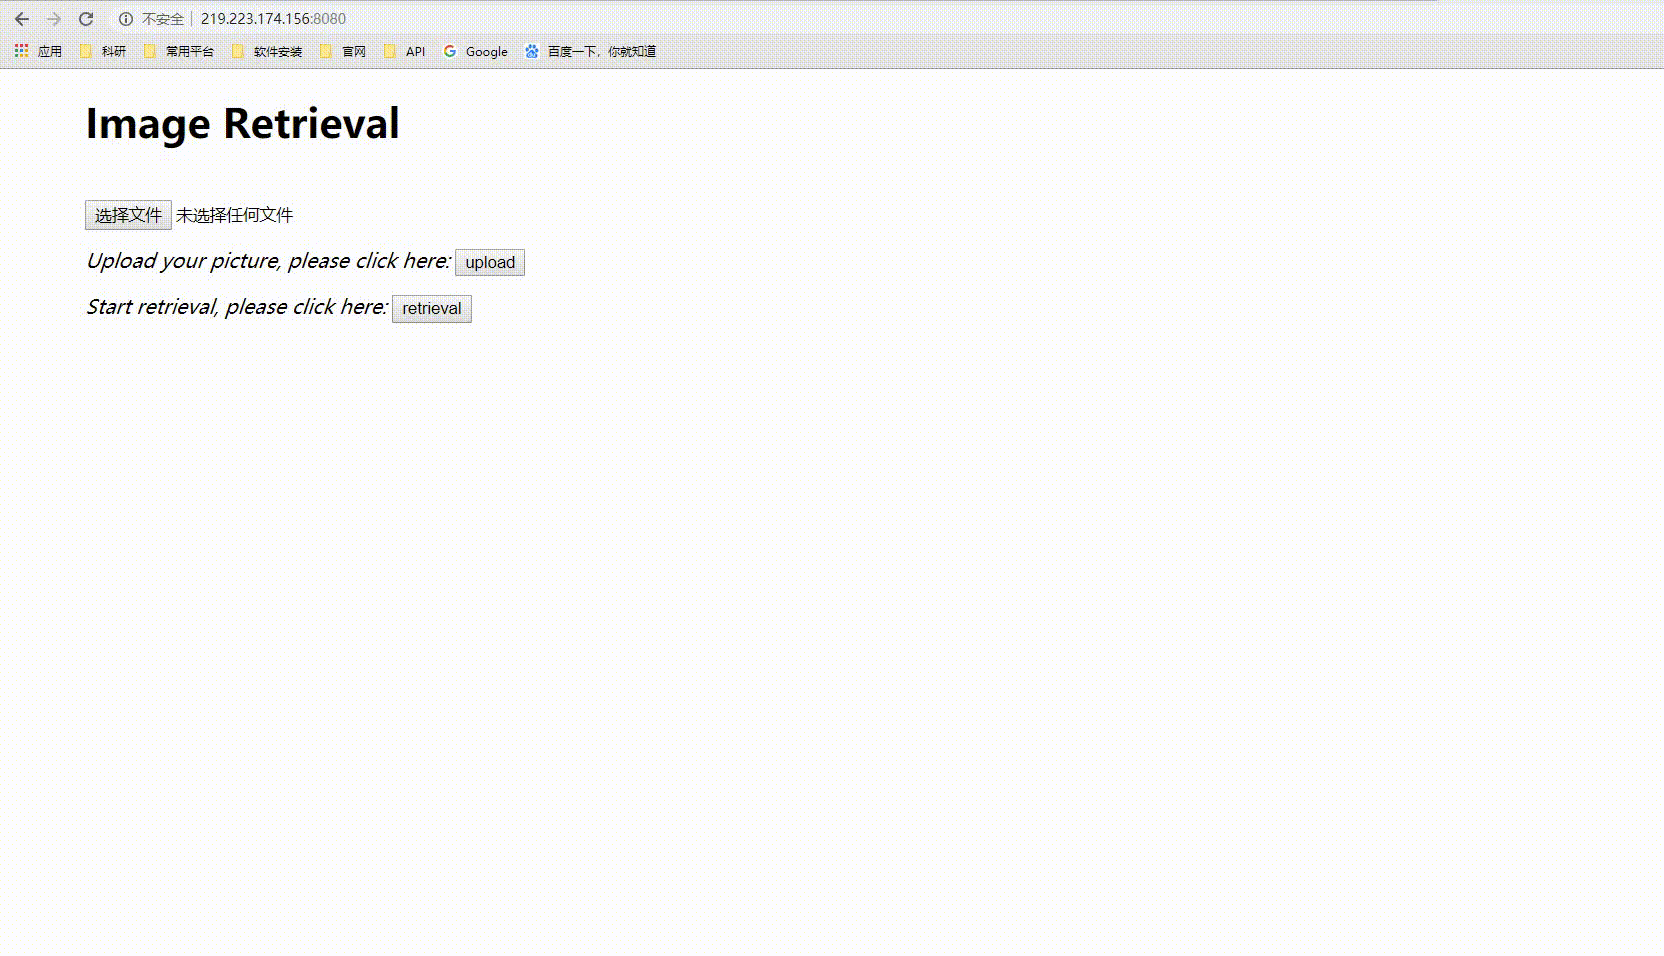 不安全 | 219.223.174.156:8080
应用 科研 常用平台 软件安装 官网 API Google 百度一下，你就知道
Image Retrieval
选择文件 未选择任何文件
Upload your picture, please click here: upload
Start retrieval, please click here: retrieval